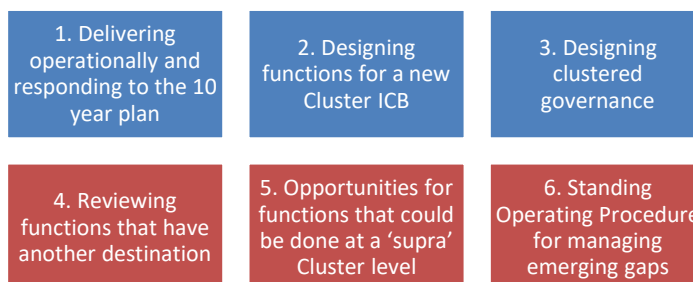 1. Delivering
operationally and
responding to the 10
year plan
2. Designing
functions for a new
Cluster ICB
3. Designing
clustered
governance
4. Reviewing
functions that have
another destination
5. Opportunities for
functions that could
be done at a ‘supra’
Cluster level
6. Standing
Operating Procedure
for managing
emerging gaps